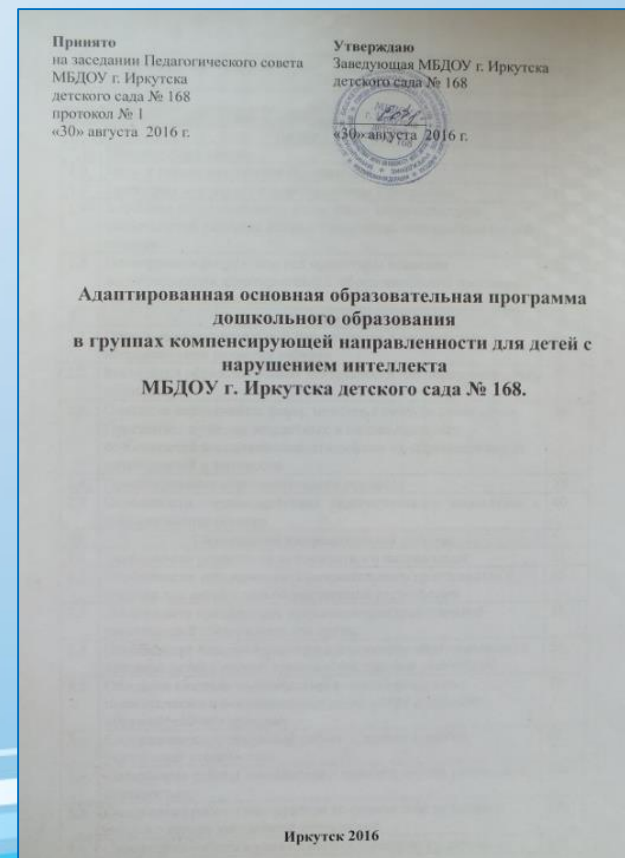 Принято
на заседании Педагогического совета
МБДОУ г. Иркутска
детского сада № 168
протокол № 1
«30» августа 2016 г.
Утверждаю
Заведующая МБДОУ г. Иркутска
детского сада № 168
«30» августа 2016 г.
Адаптированная основная образовательная программа
дошкольного образования
в группах компенсирующей направленности для детей с
нарушением интеллекта
МБДОУ г. Иркутска детского сада № 168.
Иркутск 2016